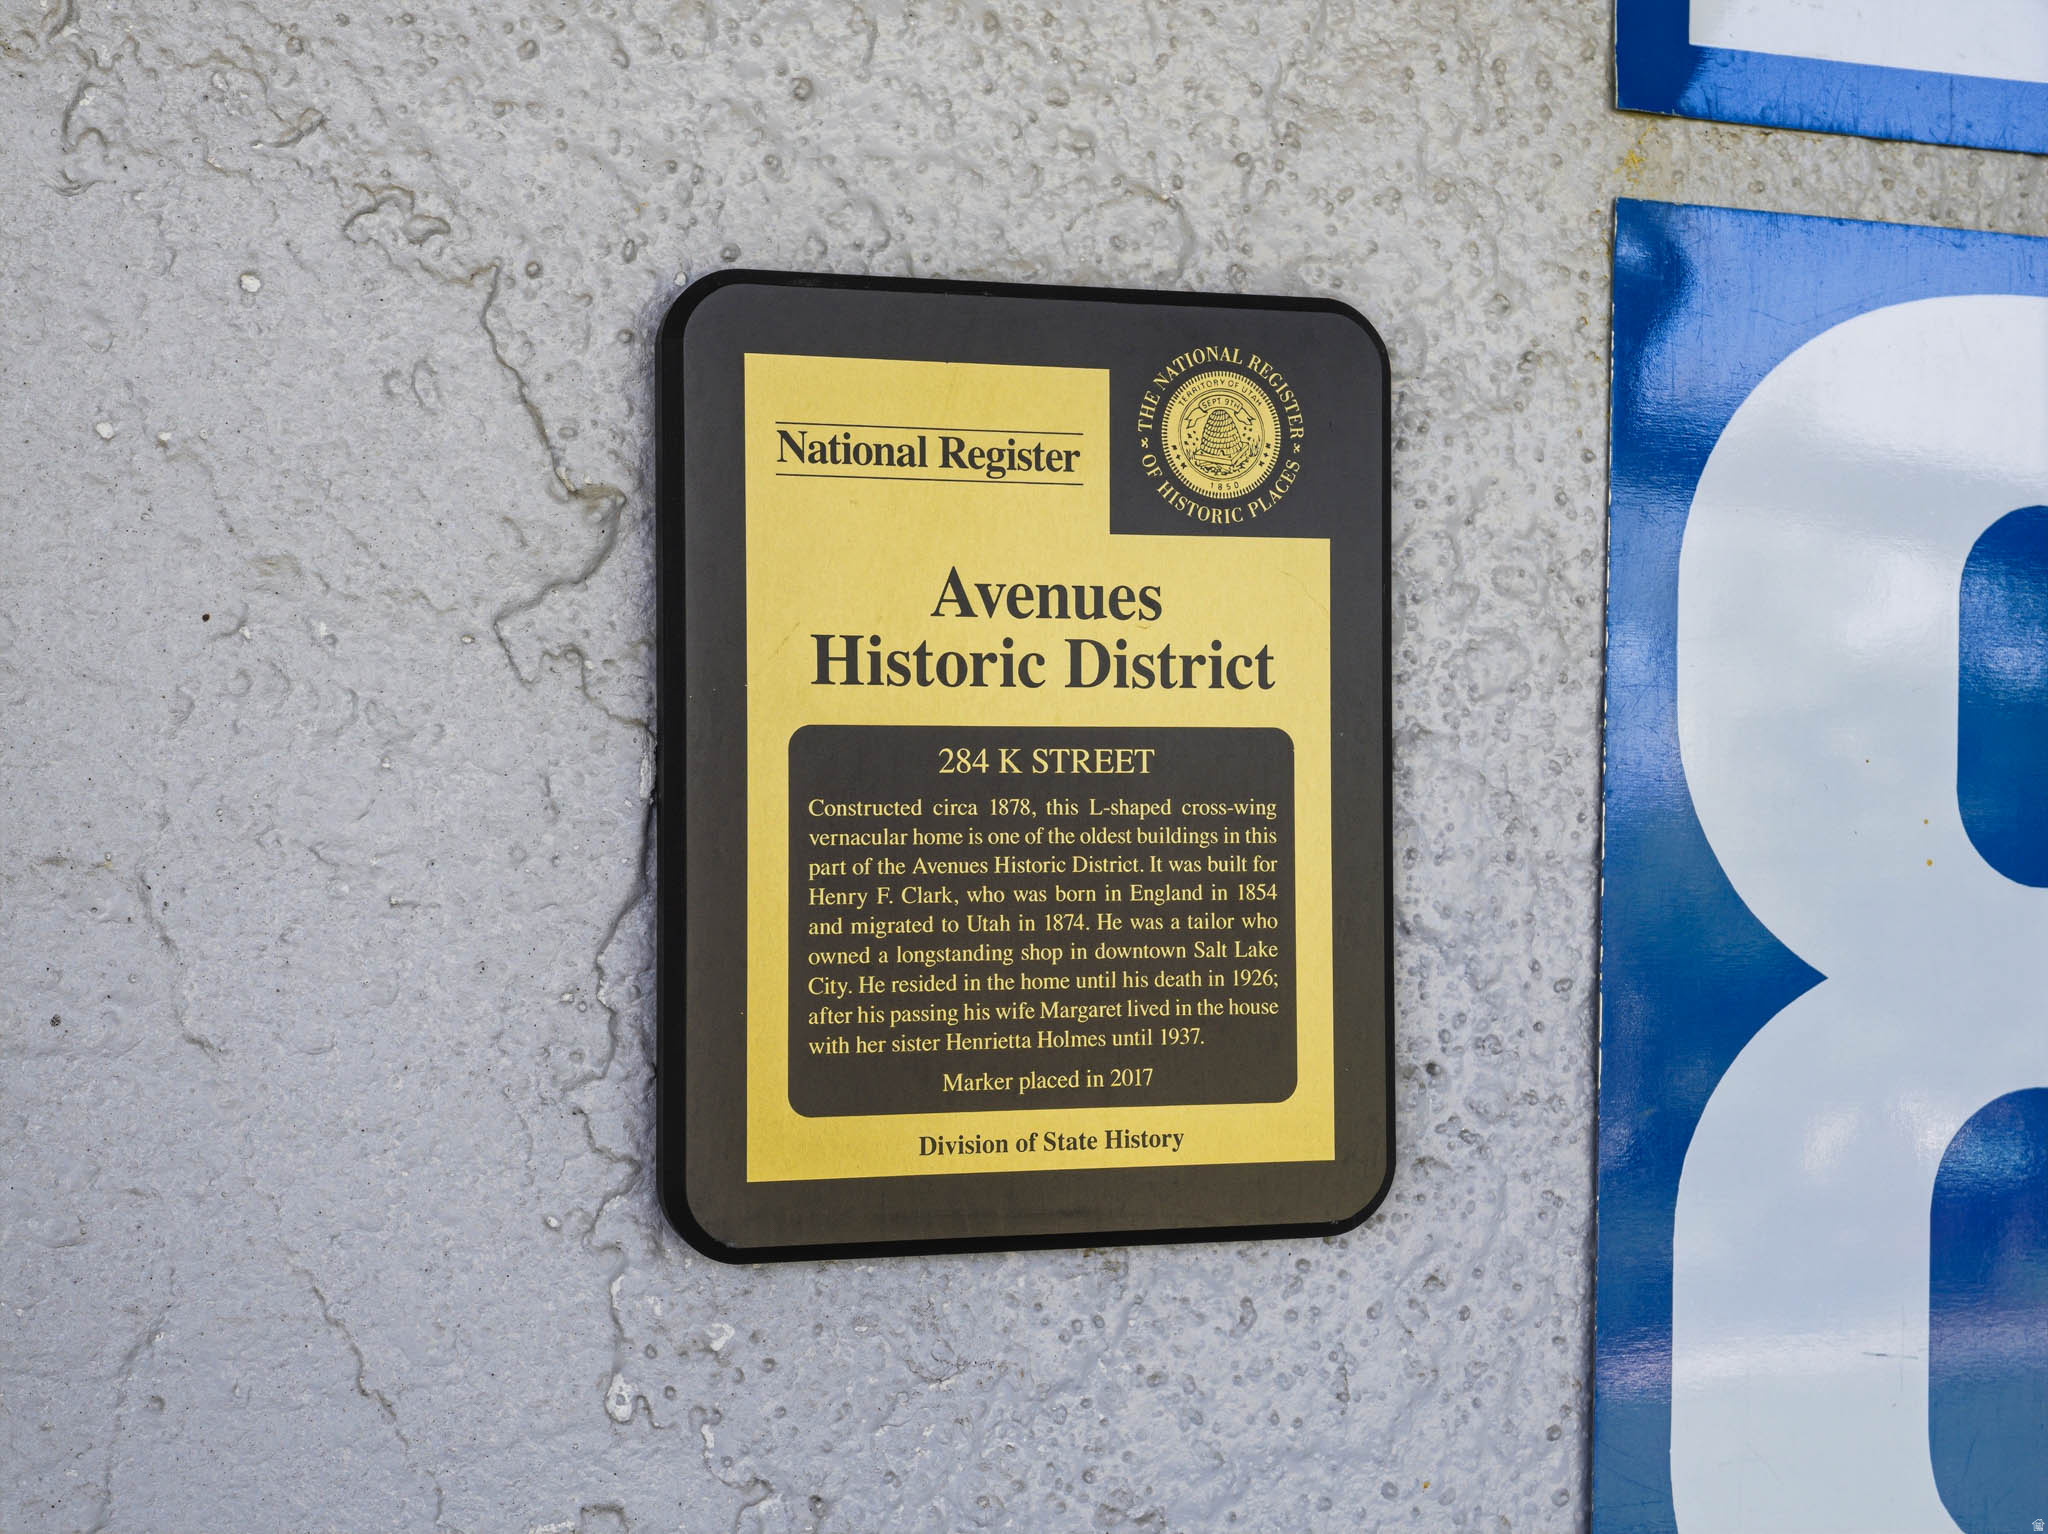 National Register
THE NATIONAL REGISTER
OF HISTORIC PLACES
TERRITORY OF UTAH
SEPT. 9TH
1850
Avenues
Historic District
284 K STREET
Constructed circa 1878, this L-shaped cross-wing
vernacular home is one of the oldest buildings in this
part of the Avenues Historic District. It was built for
Henry F. Clark, who was born in England in 1854
and migrated to Utah in 1874. He was a tailor who
owned a longstanding shop in downtown Salt Lake
City. He resided in the home until his death in 1926;
after his passing his wife Margaret lived in the house
with her sister Henrietta Holmes until 1937.
Marker placed in 2017
Division of State History
8